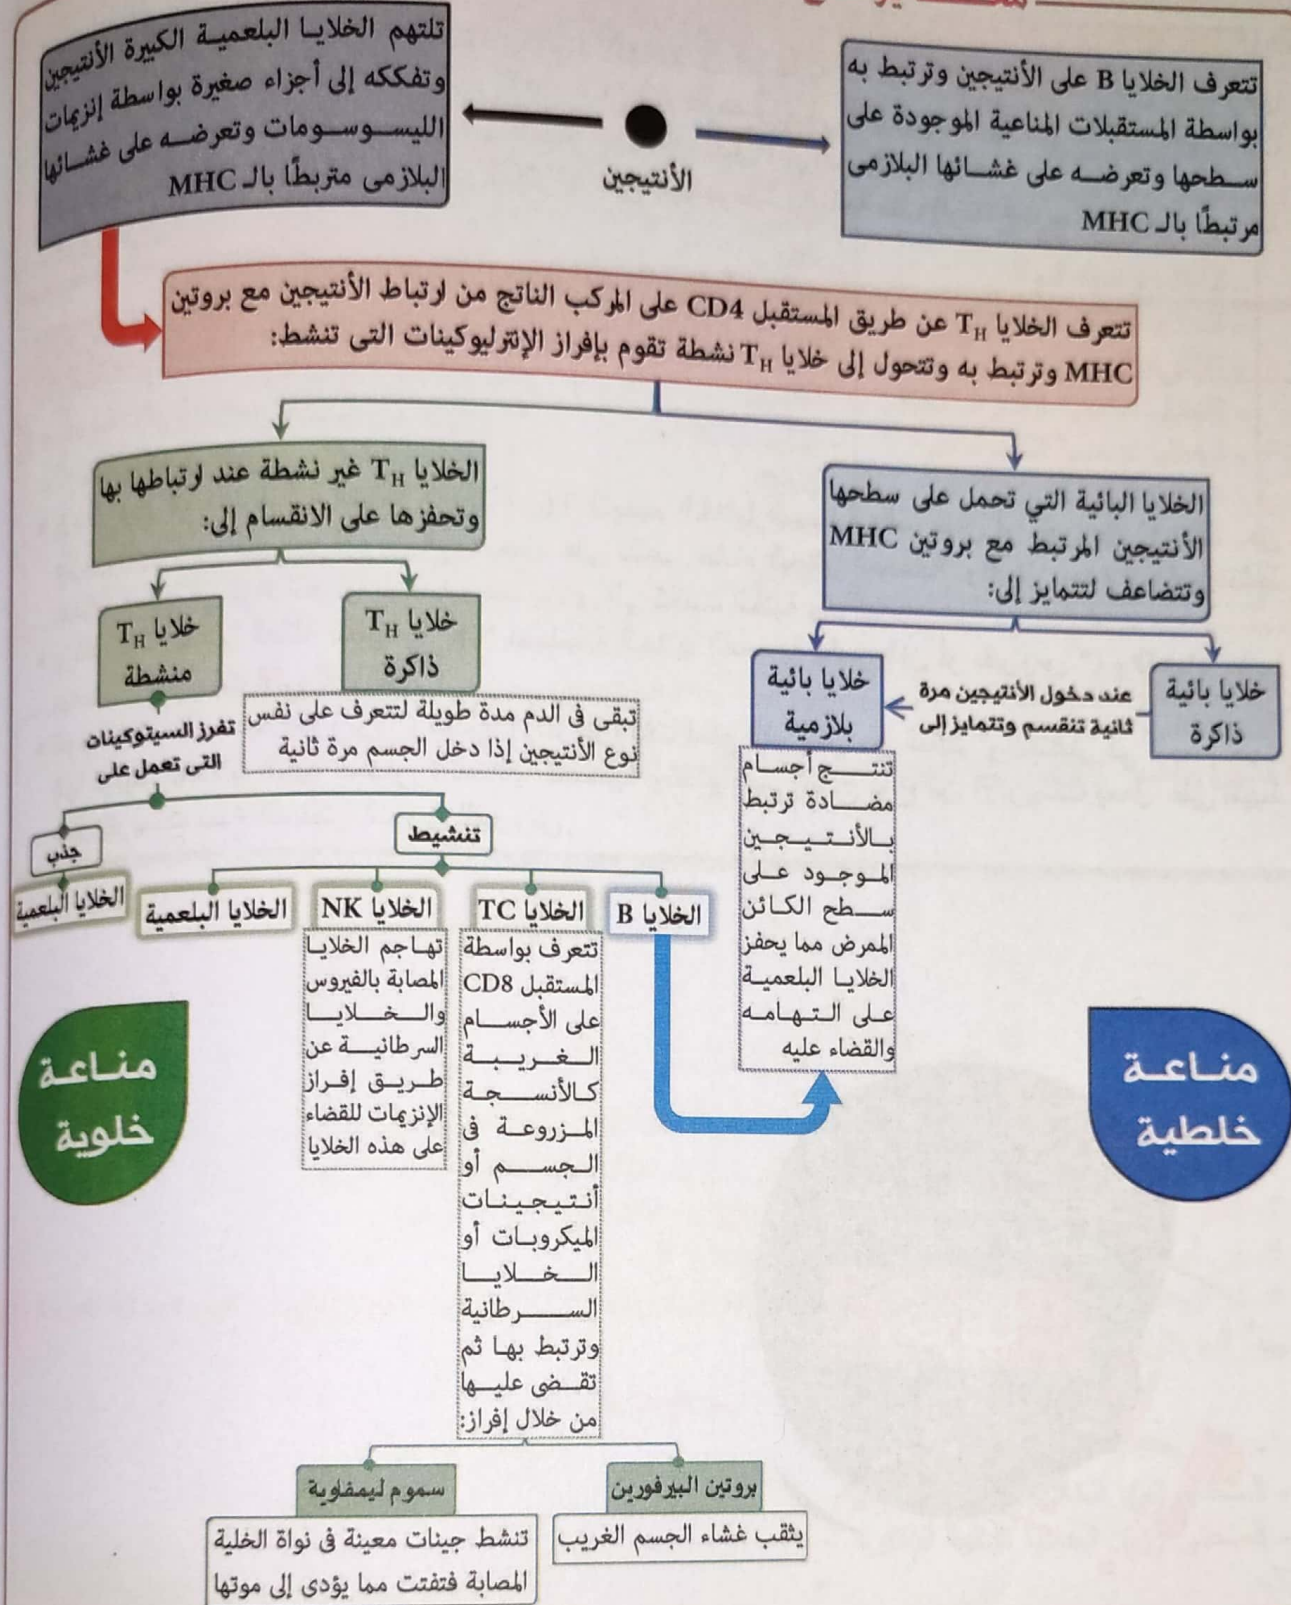 تتعرف الخلايا B على الأنتيجين وترتبط به
بواسطة المستقبلات المناعية الموجودة على
سطحها وتعرضه على غشائها البلازمى
مرتبطًا بالـ MHC
الأنتيجين
تلتهم الخلايا البلعمية الكبيرة الأنتيجين
وتفككه إلى أجزاء صغيرة بواسطة إنزيمات
الليسوسومات وتعرضه على غشائها
البلازمى متربطًا بالـ MHC
تتعرف الخلايا TH عن طريق المستقبل CD4 على المركب الناتج من ارتباط الأنتيجين مع بروتين
MHC وترتبط به وتتحول إلى خلايا TH نشطة تقوم بإفراز الإنترليوكينات التى تنشط:
الخلايا البائية التي تحمل على سطحها
الأنتيجين المرتبط مع بروتين MHC
وتتضاعف لتتمايز إلى:
خلايا بائية
ذاكرة
عند دخول الأنتيجين مرة
ثانية تنقسم وتتمايز إلى
خلايا بائية
بلازمية
تنتج أجسام
مضادة ترتبط
بالأنتيجين
الموجود على
سطح الكائن
الممرض مما يحفز
الخلايا البلعمية
على التهامه
والقضاء عليه
مناعة
خلطية
الخلايا TH غير نشطة عند ارتباطها بها
وتحفزها على الانقسام إلى:
خلايا TH
ذاكرة
تبقى فى الدم مدة طويلة لتتعرف على نفس
نوع الأنتيجين إذا دخل الجسم مرة ثانية
خلايا TH
منشطة
تفرز السيتوكينات
التى تعمل على
تنشيط
جذب
الخلايا B
الخلايا TC
الخلايا NK
الخلايا البلعمية
الخلايا البلعمية
تتعرف بواسطة
المستقبل CD8
على الأجسام
الغريبة
كالأنسجة
المزروعة فى
الجسم أو
أنتيجينات
الميكروبات أو
الخلايا
السرطانية
وترتبط بها ثم
تقضى عليها
من خلال إفراز:
تهاجم الخلايا
المصابة بالفيروس
والخلايا
السرطانية عن
طريق إفراز
الإنزيمات للقضاء
على هذه الخلايا
مناعة
خلوية
بروتين البيرفورين
يثقب غشاء الجسم الغريب
سموم ليمفاوية
تنشط جينات معينة فى نواة الخلية
المصابة فتفتت مما يؤدى إلى موتها